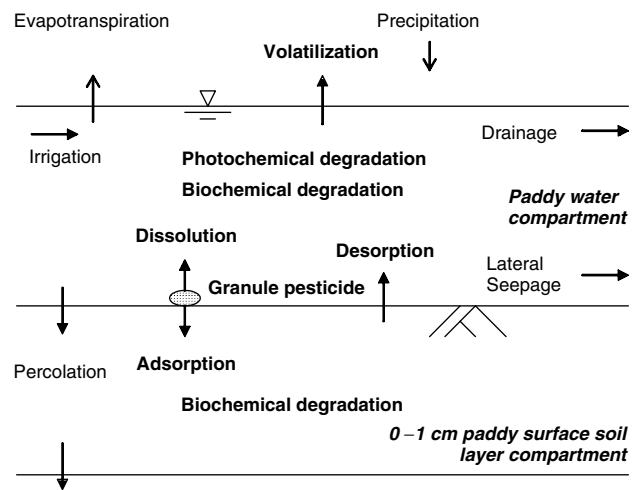 Evapotranspiration
Precipitation
Volatilization
Irrigation
Drainage
Photochemical degradation
Biochemical degradation
Paddy water
compartment
Dissolution
Desorption
Lateral
Seepage
Granule pesticide
Percolation
Adsorption
Biochemical degradation
0 – 1 cm paddy surface soil
layer compartment